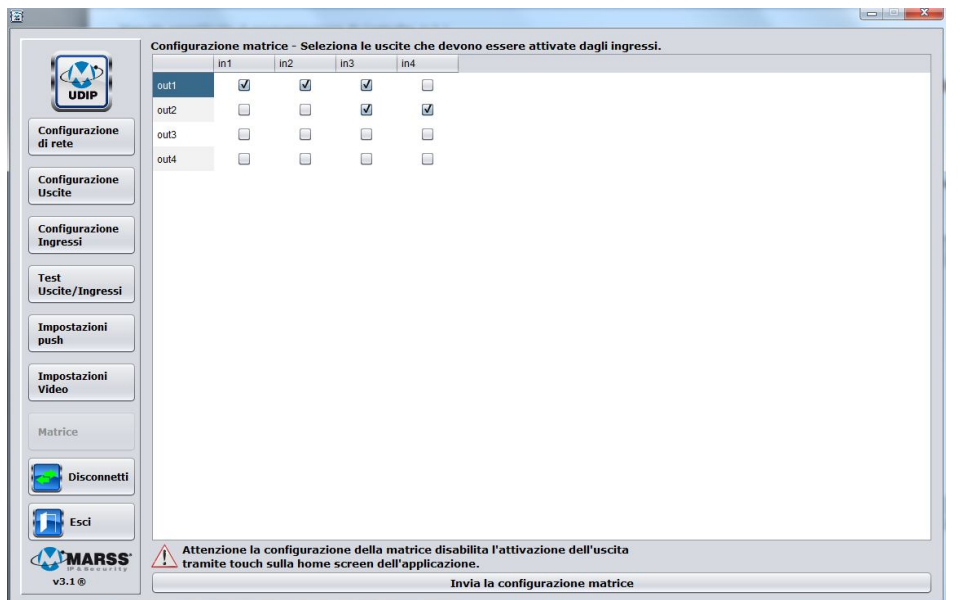 Configurazione matrice - Seleziona le uscite che devono essere attivate dagli ingressi.
in1 in2 in3 in4
out1
out2
out3
out4
UDIP
Configurazione
di rete
Configurazione
Uscite
Configurazione
Ingressi
Test
Uscite/Ingressi
Impostazioni
push
Impostazioni
Video
Matrice
Disconnetti
Esci
MARSS
IP & Security
v3.1 ®
Attenzione la configurazione della matrice disabilita l'attivazione dell'uscita
tramite touch sulla home screen dell'applicazione.
Invia la configurazione matrice